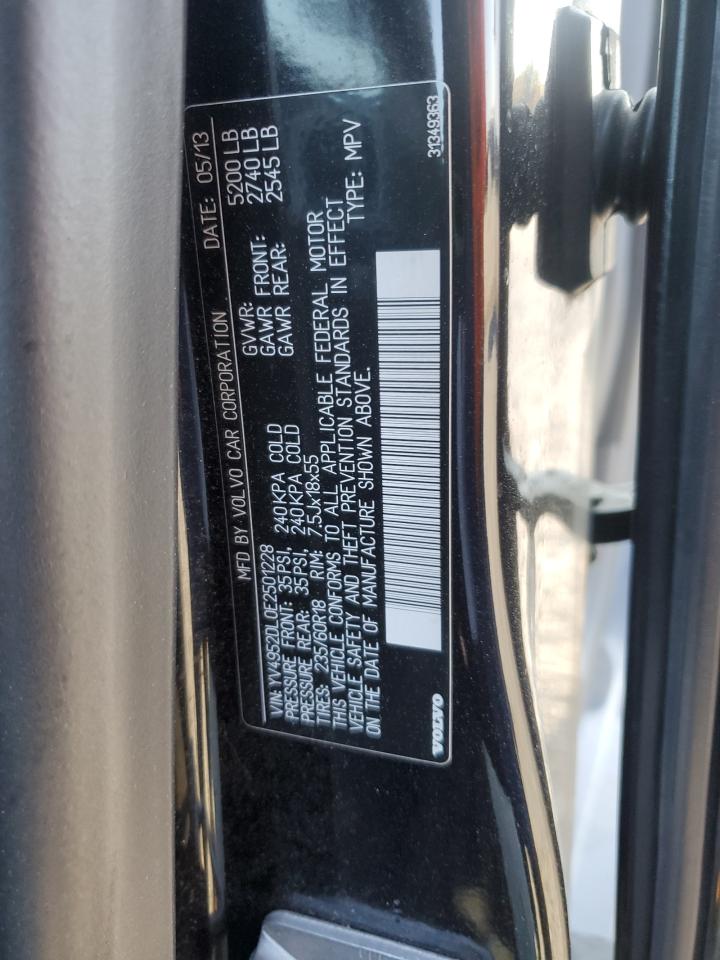 MFD BY VOLVO CAR CORPORATION DATE: 05/13
GVWR: 5200 LB
GAWR FRONT: 2740 LB
GAWR REAR: 2545 LB
VIN: YV4952DL0E2501228
PRESSURE FRONT: 35PSI, 240KPA COLD
PRESSURE REAR: 35PSI, 240KPA COLD
TIRES: 235/60R18 RIM: 7.5Jx18x55
THIS VEHICLE CONFORMS TO ALL APPLICABLE FEDERAL MOTOR
VEHICLE SAFETY AND THEFT PREVENTION STANDARDS IN EFFECT
ON THE DATE OF MANUFACTURE SHOWN ABOVE. TYPE: MPV
VOLVO 31349363